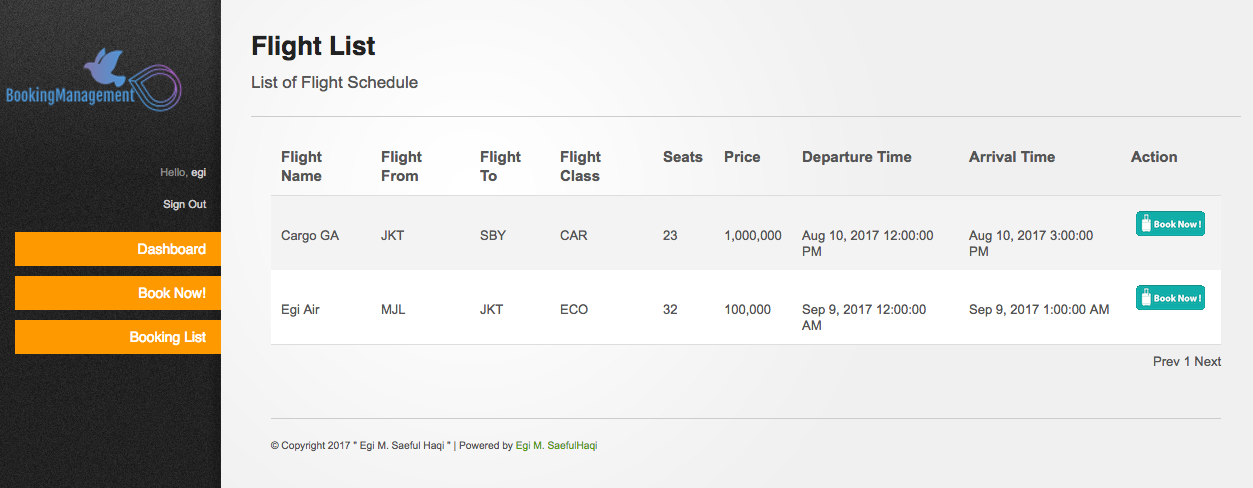 BookingManagement
Hello, egi
Sign Out
Dashboard
Book Now!
Booking List
Flight List
List of Flight Schedule
Flight Name Flight From Flight To Flight Class Seats Price Departure Time Arrival Time Action
Cargo GA JKT SBY CAR 23 1,000,000 Aug 10, 2017 12:00:00 PM Aug 10, 2017 3:00:00 PM Book Now!
Egi Air MJL JKT ECO 32 100,000 Sep 9, 2017 12:00:00 AM Sep 9, 2017 1:00:00 AM Book Now!
Prev 1 Next
© Copyright 2017 " Egi M. Saeful Haqi " | Powered by Egi M. SaefulHaqi